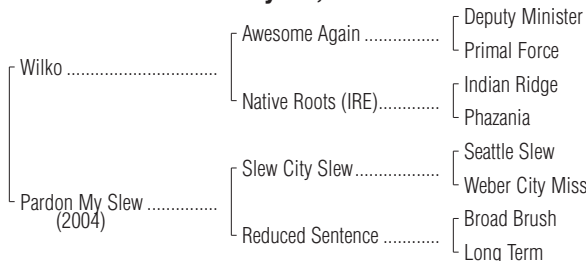 Deputy Minister
Awesome Again ................
Primal Force
Wilko ................................
Indian Ridge
Native Roots (IRE).............
Phazania
Seattle Slew
Slew City Slew..................
Weber City Miss
Pardon My Slew ...............
(2004)
Broad Brush
Reduced Sentence ............
Long Term